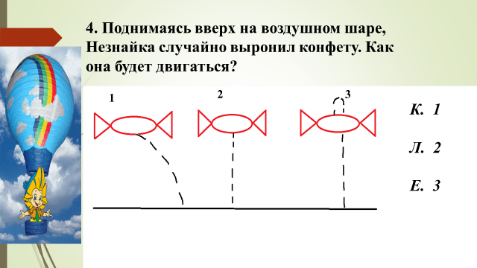 4. Поднимаясь вверх на воздушном шаре,
Незнайка случайно выронил конфету. Как
она будет двигаться?
1 2 3
К. 1
Л. 2
Е. 3